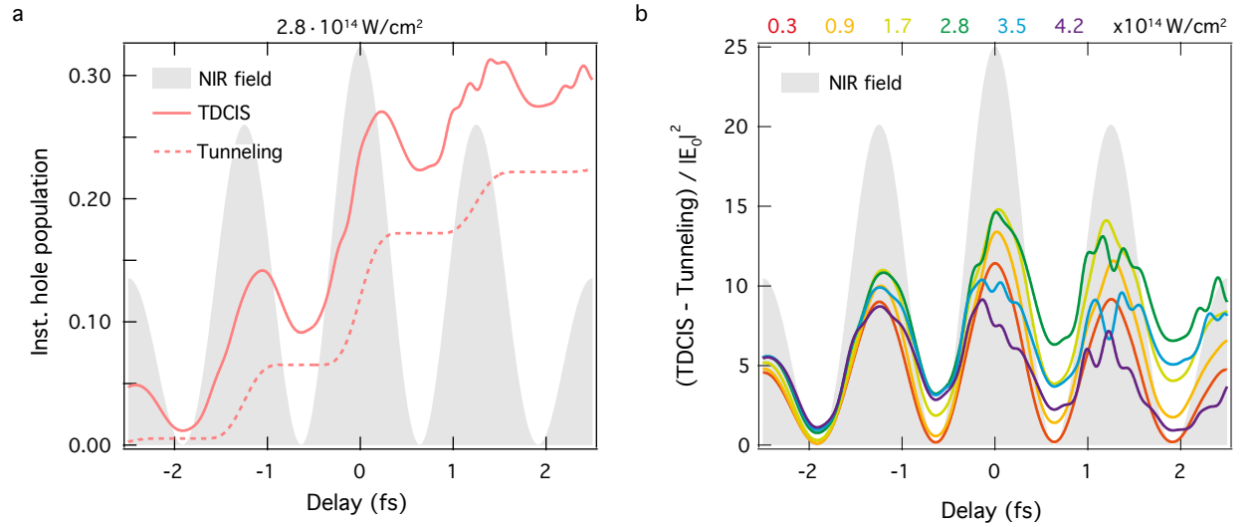 a
2.8 · 10¹⁴ W/cm²
0.30
0.20
0.10
0.00
Inst. hole population
NIR field
TDCIS
Tunneling
-2 -1 0 1 2
Delay (fs)
b
0.3 0.9 1.7 2.8 3.5 4.2 x10¹⁴ W/cm²
25
20
15
10
5
0
(TDCIS - Tunneling) / |E₀|²
NIR field
-2 -1 0 1 2
Delay (fs)